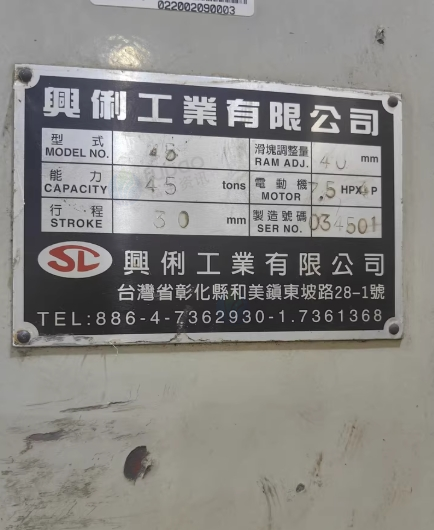 022002090003
興俐工業有限公司
型式 45 滑塊調整量 40 mm
MODEL NO. RAM ADJ.
能力 45 tons 電動機 7.5 HPX P
CAPACITY MOTOR
行程 30 mm 製造號碼 034501
STROKE SER NO.
SL 興俐工業有限公司
台灣省彰化縣和美鎮東坡路28-1號
TEL:886-4-7362930-1.7361368